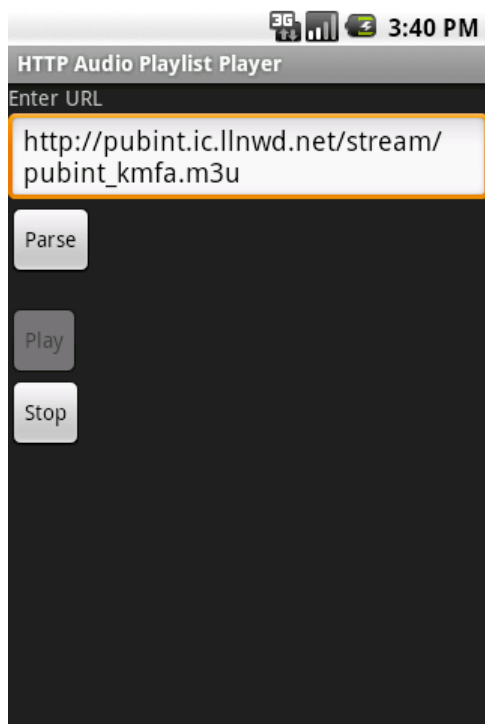 3G 3:40 PM
HTTP Audio Playlist Player
Enter URL
http://pubint.ic.llnwd.net/stream/
pubint_kmfa.m3u
Parse
Play
Stop